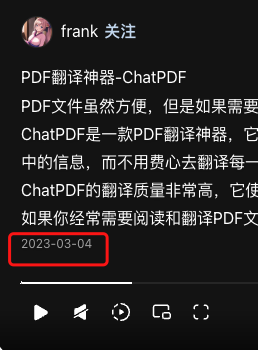 frank 关注
PDF翻译神器-ChatPDF
PDF文件虽然方便，但是如果需要
ChatPDF是一款PDF翻译神器，它
中的信息，而不用费心去翻译每一
ChatPDF的翻译质量非常高，它使
如果你经常需要阅读和翻译PDF文
2023-03-04